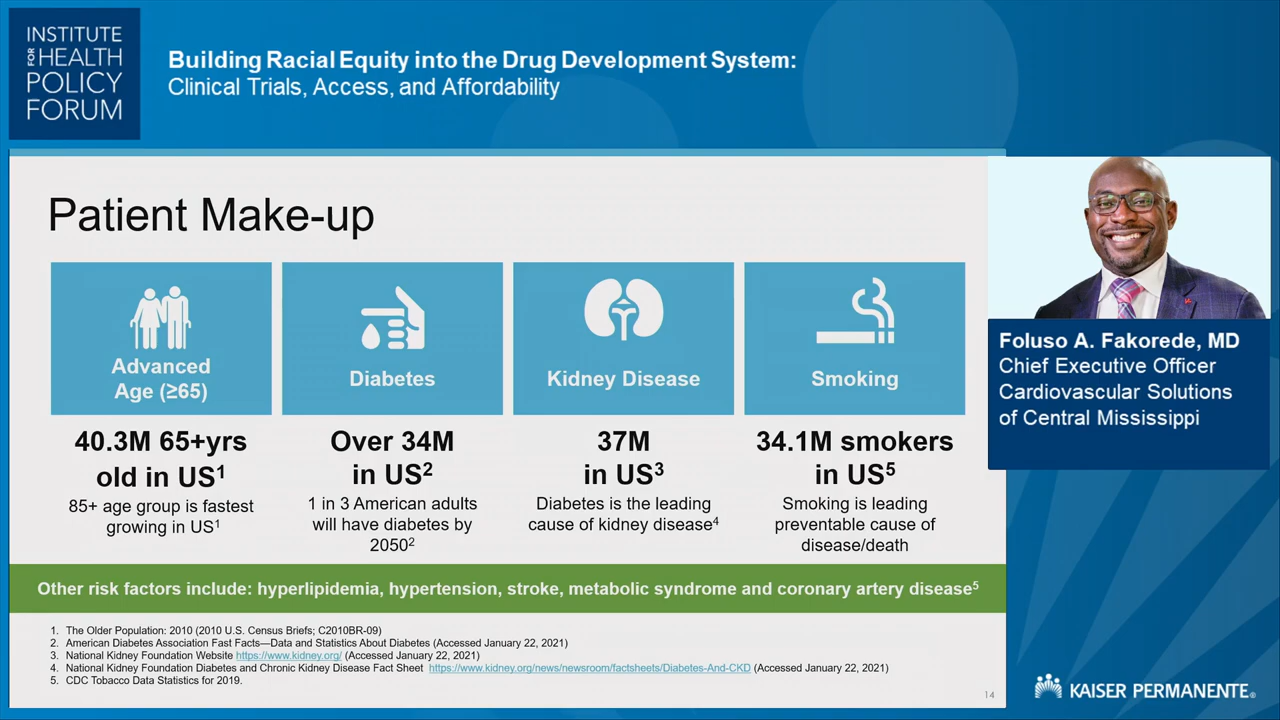 INSTITUTE
FOR HEALTH
POLICY
FORUM
Building Racial Equity into the Drug Development System:
Clinical Trials, Access, and Affordability
Patient Make-up
Advanced
Age (≥65)
Diabetes
Kidney Disease
Smoking
40.3M 65+yrs
old in US1
85+ age group is fastest
growing in US1
Over 34M
in US2
1 in 3 American adults
will have diabetes by
20502
37M
in US3
Diabetes is the leading
cause of kidney disease4
34.1M smokers
in US5
Smoking is leading
preventable cause of
disease/death
Other risk factors include: hyperlipidemia, hypertension, stroke, metabolic syndrome and coronary artery disease5
1. The Older Population: 2010 (2010 U.S. Census Briefs; C2010BR-09)
2. American Diabetes Association Fast Facts—Data and Statistics About Diabetes (Accessed January 22, 2021)
3. National Kidney Foundation Website https://www.kidney.org/ (Accessed January 22, 2021)
4. National Kidney Foundation Diabetes and Chronic Kidney Disease Fact Sheet https://www.kidney.org/news/newsroom/factsheets/Diabetes-And-CKD (Accessed January 22, 2021)
5. CDC Tobacco Data Statistics for 2019.
14
Foluso A. Fakorede, MD
Chief Executive Officer
Cardiovascular Solutions
of Central Mississippi
KAISER PERMANENTE®